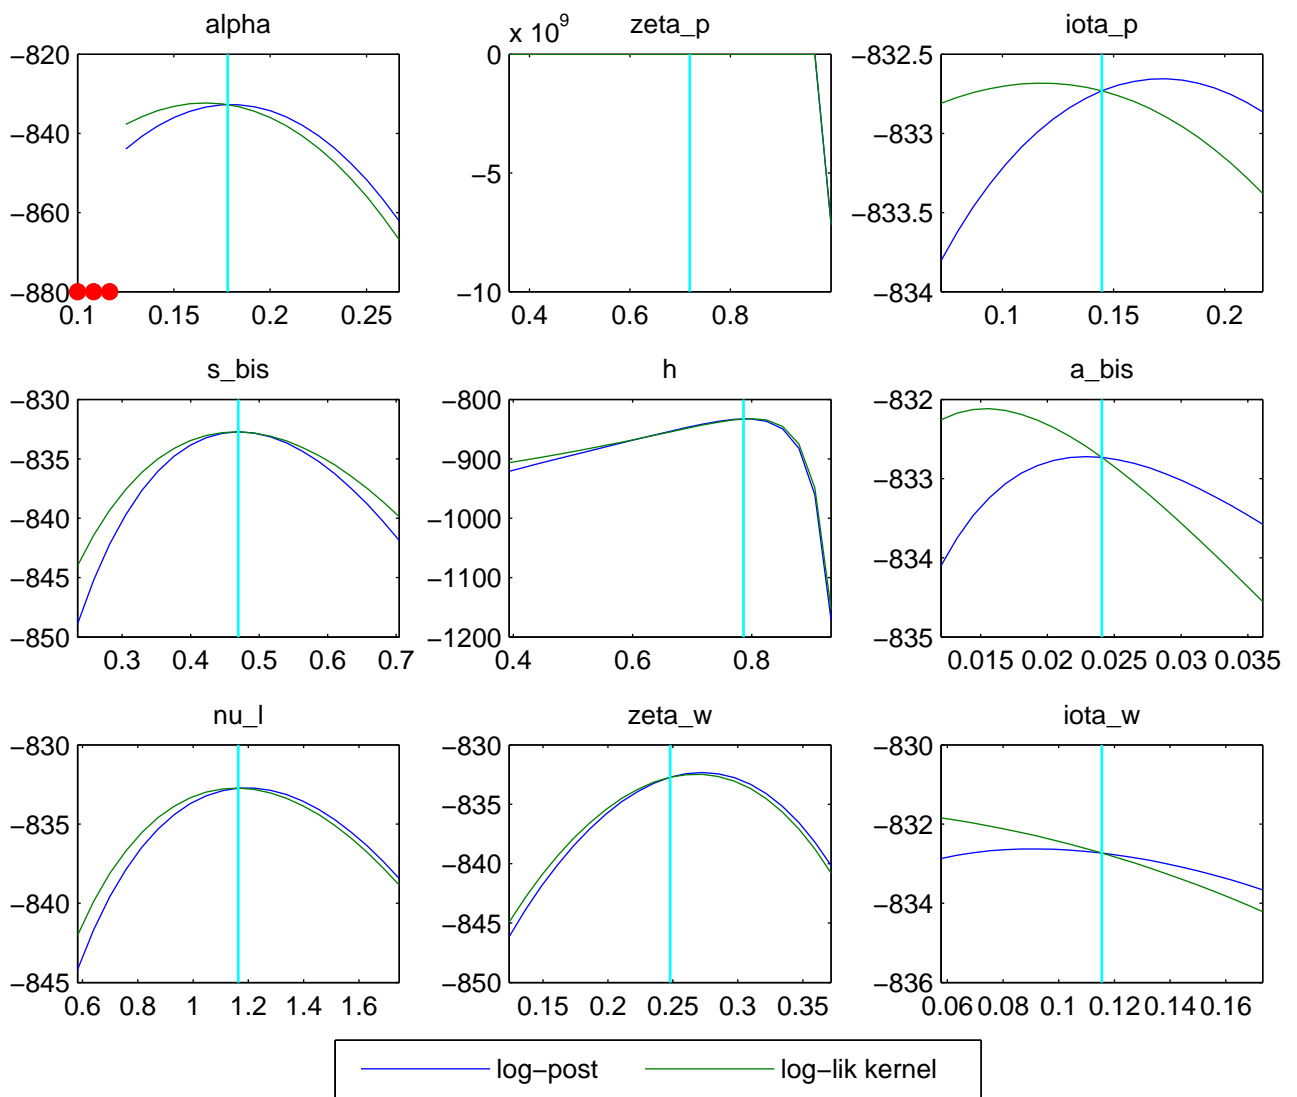 alpha
−820
−840
−860
−880
0.1 0.15 0.2 0.25
zeta_p
x 10^9
0
−5
−10
0.4 0.6 0.8
iota_p
−832.5
−833
−833.5
−834
0.1 0.15 0.2
s_bis
−830
−835
−840
−845
−850
0.3 0.4 0.5 0.6 0.7
h
−800
−900
−1000
−1100
−1200
0.4 0.6 0.8
a_bis
−832
−833
−834
−835
0.015 0.02 0.025 0.03 0.035
nu_l
−830
−835
−840
−845
0.6 0.8 1 1.2 1.4 1.6
zeta_w
−830
−835
−840
−845
−850
0.15 0.2 0.25 0.3 0.35
iota_w
−830
−832
−834
−836
0.06 0.08 0.1 0.12 0.14 0.16
log−post log−lik kernel